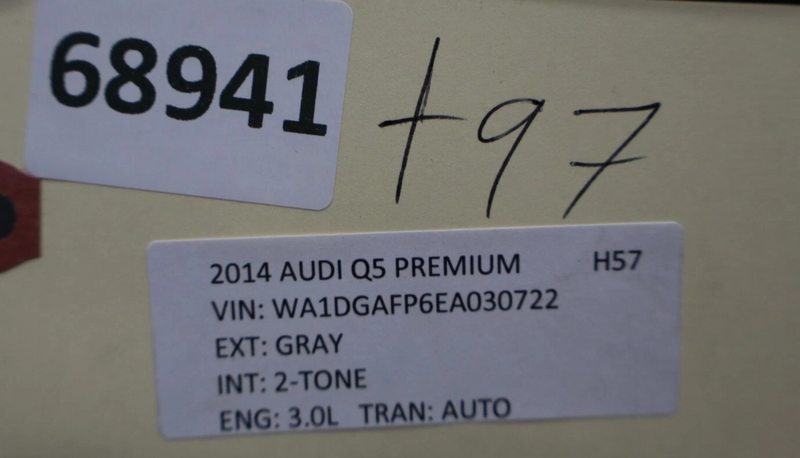 68941
+97
2014 AUDI Q5 PREMIUM H57
VIN: WA1DGAFP6EA030722
EXT: GRAY
INT: 2-TONE
ENG: 3.0L TRAN: AUTO